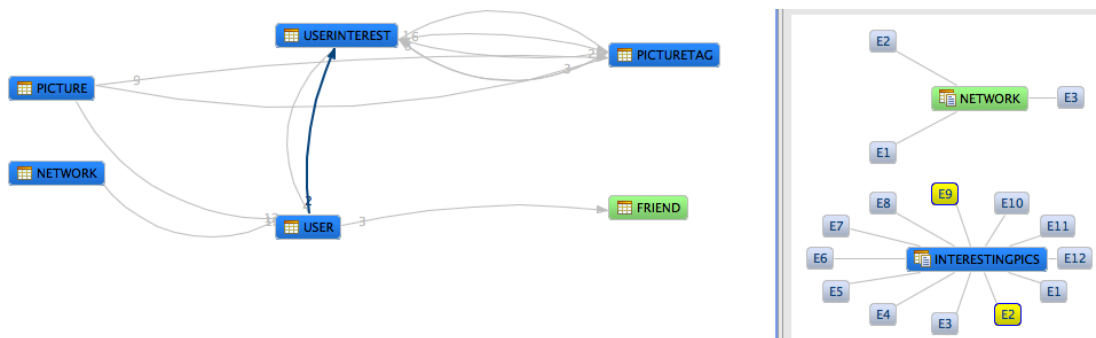 USERINTEREST
PICTURETAG
PICTURE
9
3
NETWORK
2
USER
3
FRIEND
E2
NETWORK
E3
E1
E9
E10
E8
E7
E11
E6
INTERESTINGPICS
E12
E5
E1
E4
E3
E2